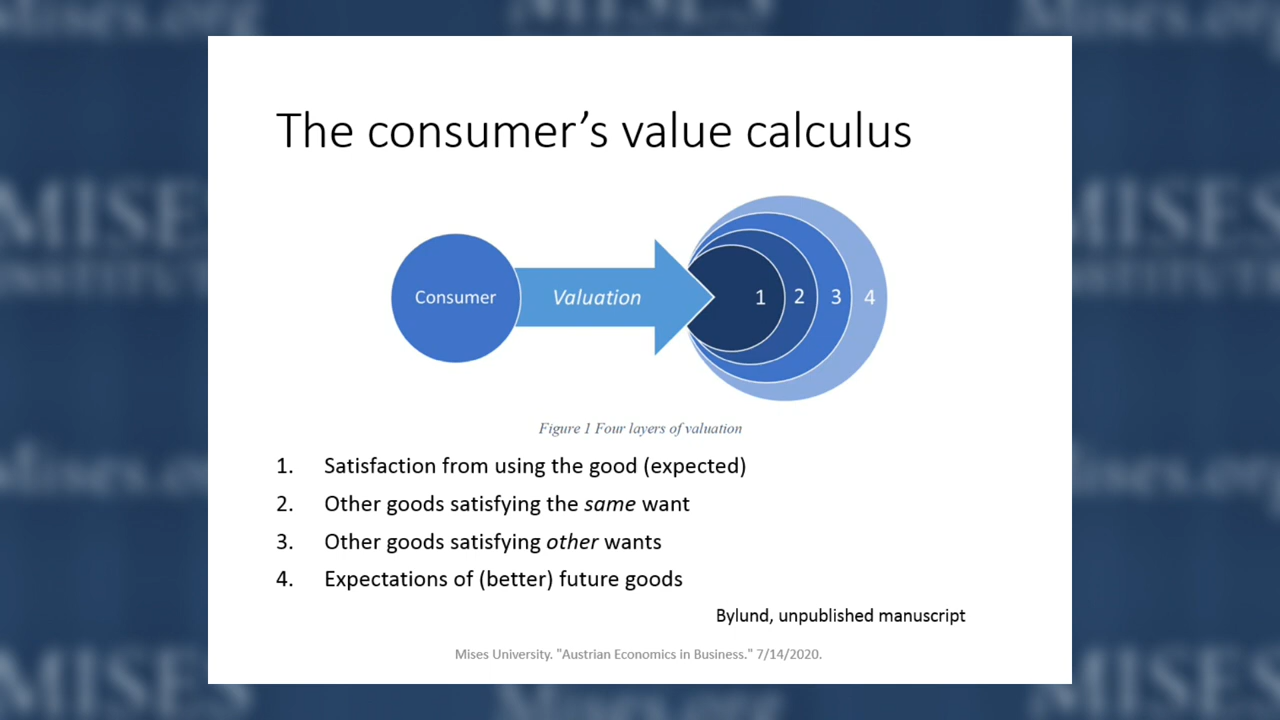 The consumer’s value calculus
Consumer
Valuation
1 2 3 4
Figure 1 Four layers of valuation
1. Satisfaction from using the good (expected)
2. Other goods satisfying the same want
3. Other goods satisfying other wants
4. Expectations of (better) future goods
Bylund, unpublished manuscript
Mises University. "Austrian Economics in Business." 7/14/2020.